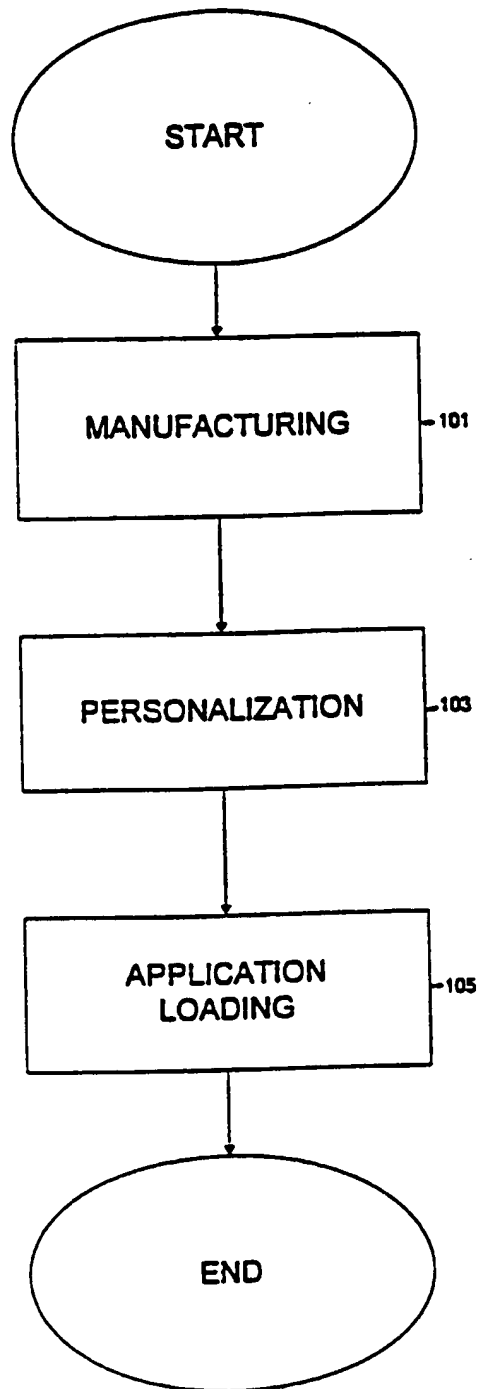 START
MANUFACTURING
101
PERSONALIZATION
103
APPLICATION
LOADING
105
END